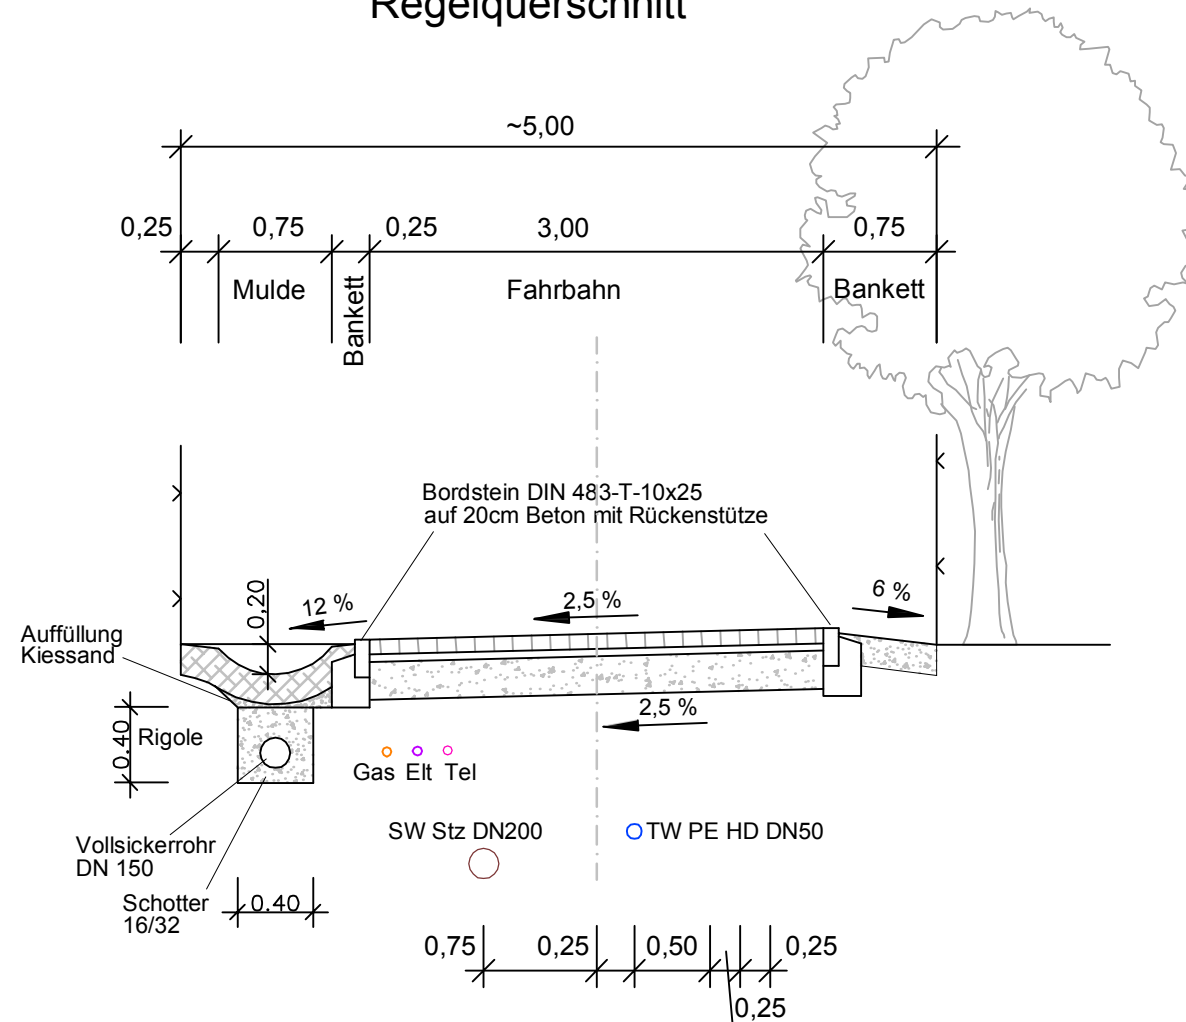 Regelquerschnitt
~5,00
0,25 0,75 0,25 3,00 0,75
Mulde Bankett Fahrbahn Bankett
Bordstein DIN 483-T-10x25
auf 20cm Beton mit Rückenstütze
0,20 12 % 2,5 % 6 %
Auffüllung
Kiessand
2,5 %
0.40 Rigole
Gas Elt Tel
SW Stz DN200 TW PE HD DN50
Vollsickerrohr
DN 150
Schotter
16/32
0.40
0,75 0,25 0,50 0,25
0,25